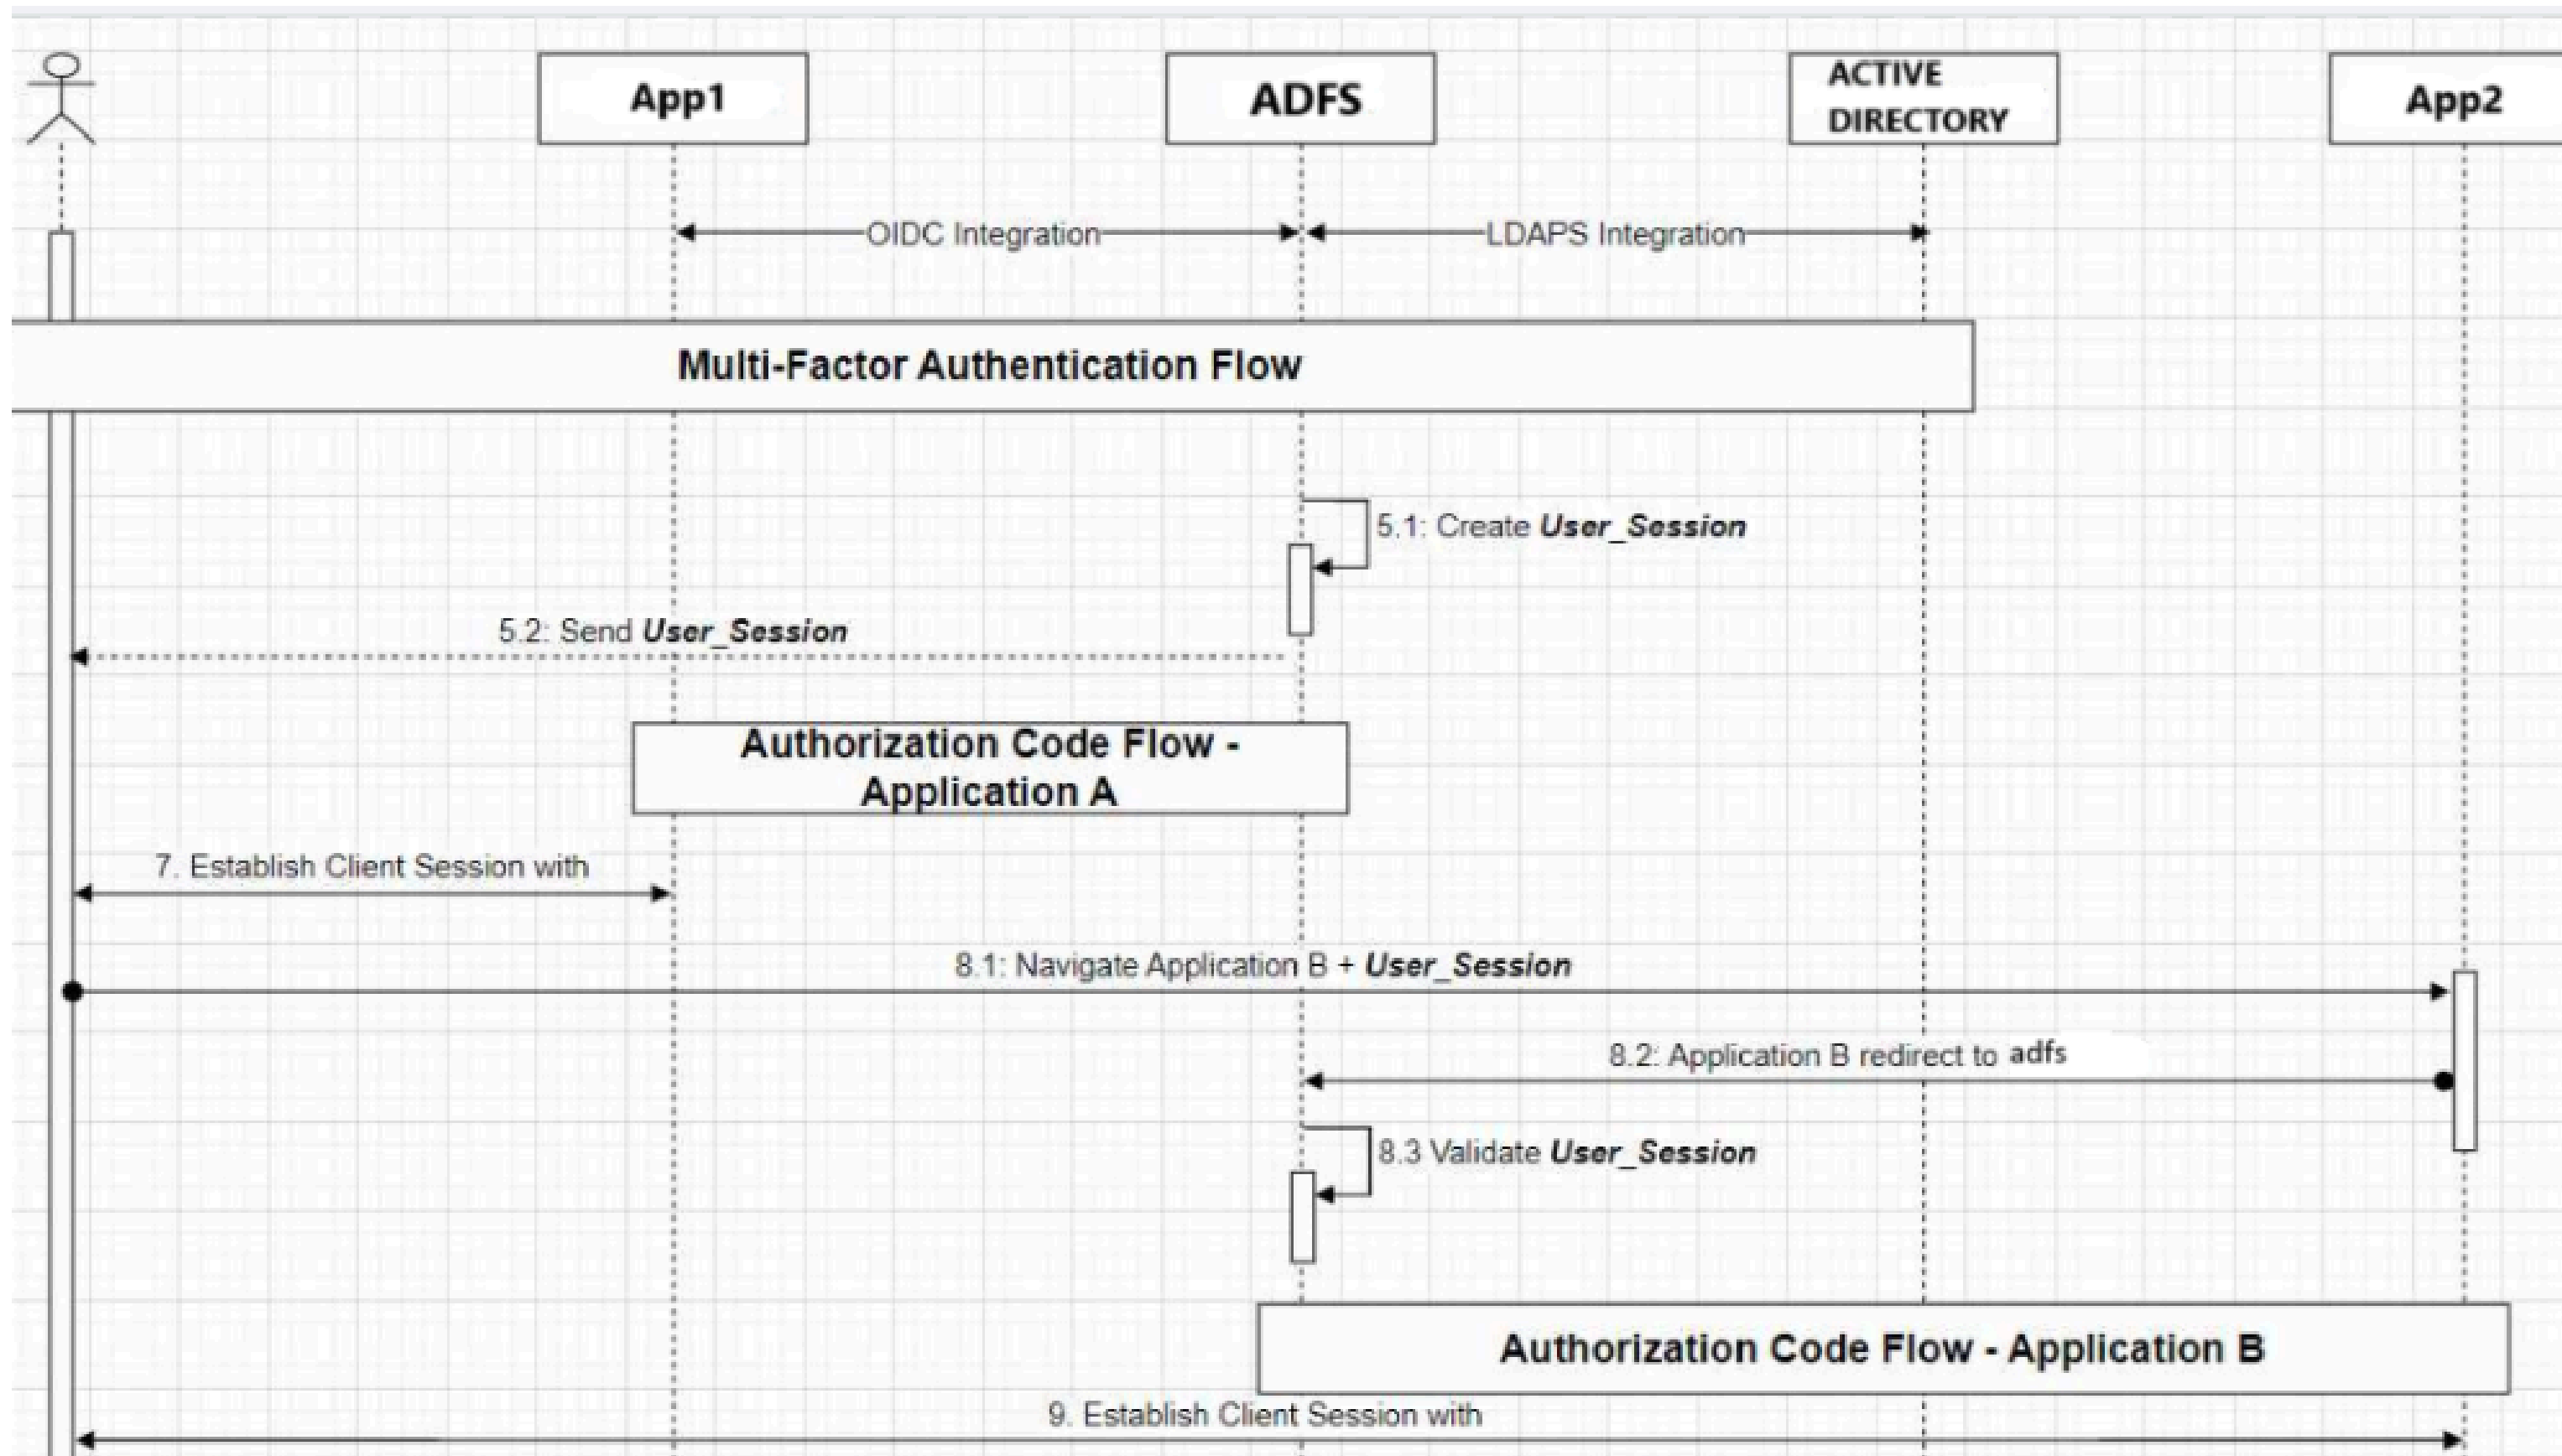 App1
ADFS
ACTIVE
DIRECTORY
App2
OIDC Integration
LDAPS Integration
Multi-Factor Authentication Flow
5.1: Create User_Session
5.2: Send User_Session
Authorization Code Flow -
Application A
7. Establish Client Session with
8.1: Navigate Application B + User_Session
8.2: Application B redirect to adfs
8.3 Validate User_Session
Authorization Code Flow - Application B
9. Establish Client Session with